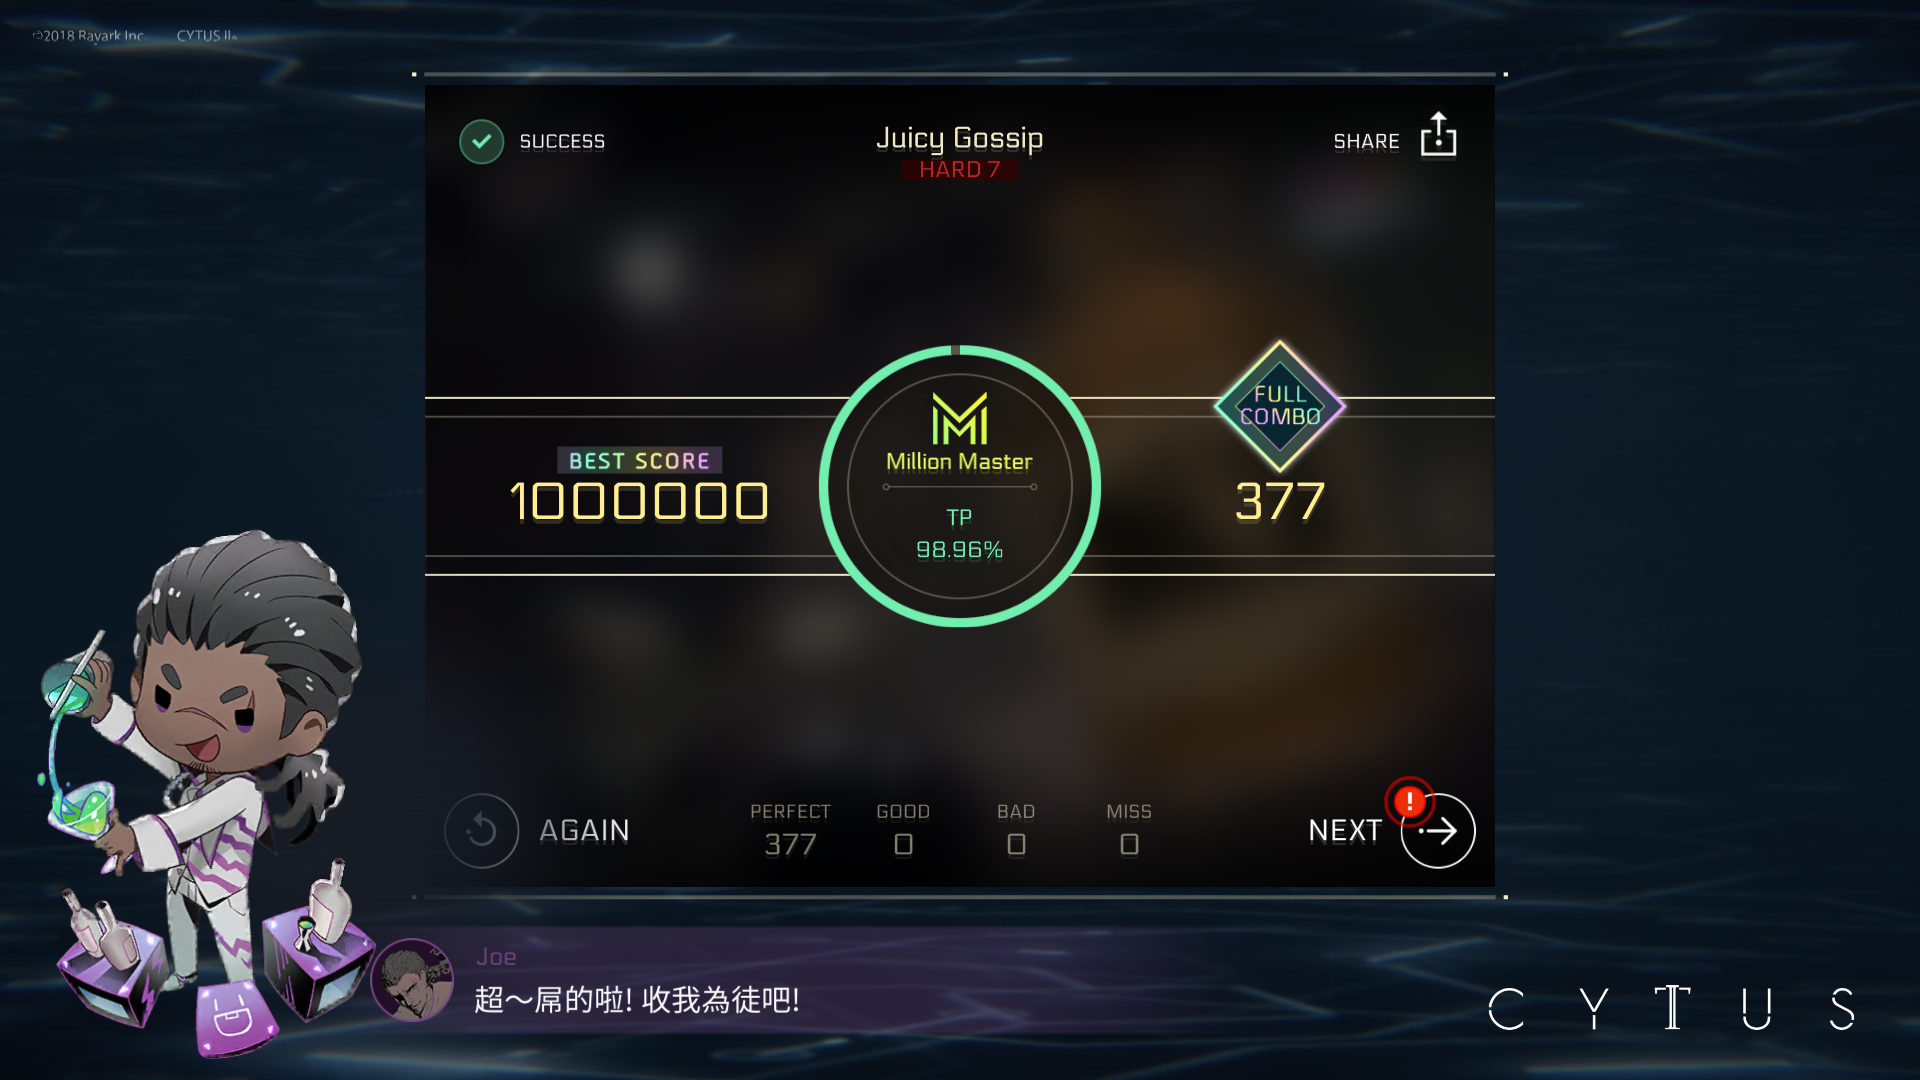 ©2018 Rayark Inc. CYTUS II
SUCCESS
Juicy Gossip
HARD 7
SHARE
FULL
COMBO
377
BEST SCORE
1000000
Million Master
TP
98.96%
AGAIN
PERFECT
377
GOOD
0
BAD
0
MISS
0
NEXT
Joe
超～屌的啦! 收我為徒吧!
CYTUS